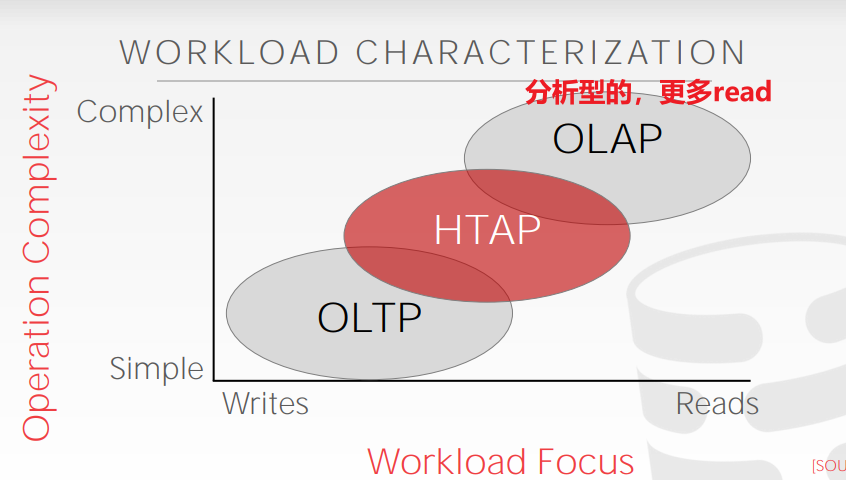 WORKLOAD CHARACTERIZATION
分析型的，更多read
Complex
OLAP
HTAP
OLTP
Operation Complexity
Simple
Writes
Reads
Workload Focus
[SOU